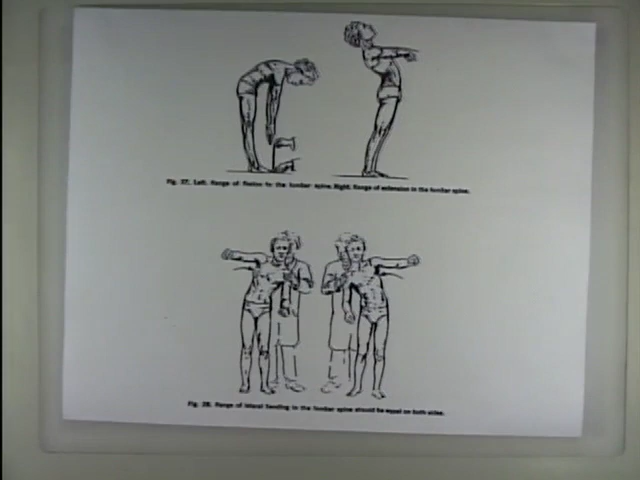 Fig. 27. Left. Range of flexion in the lumbar spine. Right. Range of extension in the lumbar spine.
Fig. 28. Range of lateral bending in the lumbar spine should be equal on both sides.